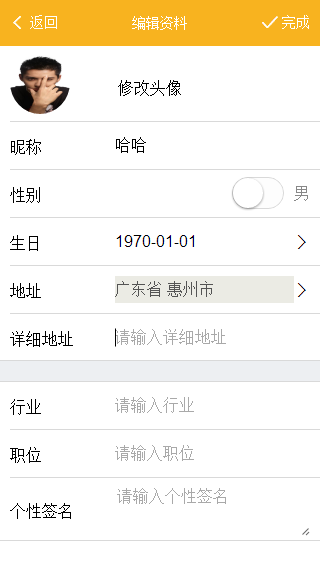 返回 编辑资料 完成
修改头像
昵称 哈哈
性别 男
生日 1970-01-01
地址 广东省 惠州市
详细地址 请输入详细地址
行业 请输入行业
职位 请输入职位
个性签名 请输入个性签名